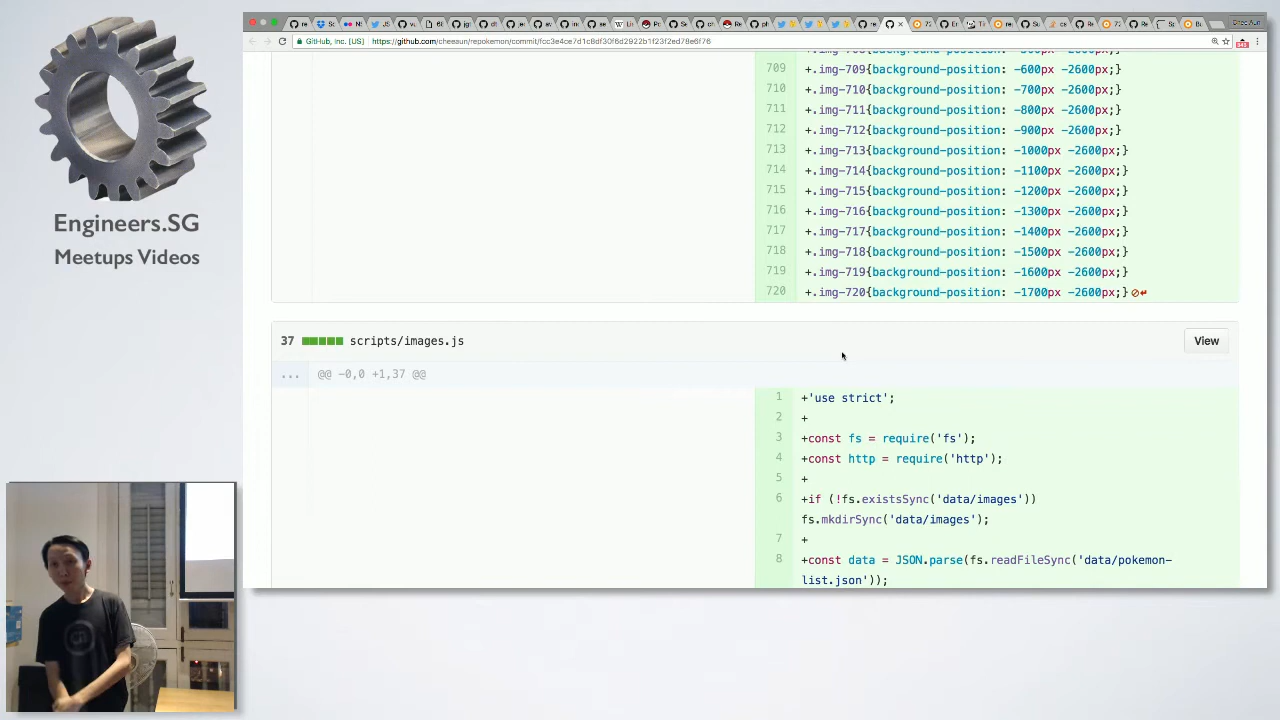 Engineers.SG
Meetups Videos
GitHub, Inc. [US] | https://github.com/cheeaun/repokemon/commit/fcc3e4ce7d1c8df30f6d2922b1f23f2ed78e6f76
709 +.img-709{background-position: -600px -2600px;}
710 +.img-710{background-position: -700px -2600px;}
711 +.img-711{background-position: -800px -2600px;}
712 +.img-712{background-position: -900px -2600px;}
713 +.img-713{background-position: -1000px -2600px;}
714 +.img-714{background-position: -1100px -2600px;}
715 +.img-715{background-position: -1200px -2600px;}
716 +.img-716{background-position: -1300px -2600px;}
717 +.img-717{background-position: -1400px -2600px;}
718 +.img-718{background-position: -1500px -2600px;}
719 +.img-719{background-position: -1600px -2600px;}
720 +.img-720{background-position: -1700px -2600px;}
37 scripts/images.js View
... @@ -0,0 +1,37 @@
1 +'use strict';
2 +
3 +const fs = require('fs');
4 +const http = require('http');
5 +
6 +if (!fs.existsSync('data/images'))
fs.mkdirSync('data/images');
7 +
8 +const data = JSON.parse(fs.readFileSync('data/pokemon-
list.json'));